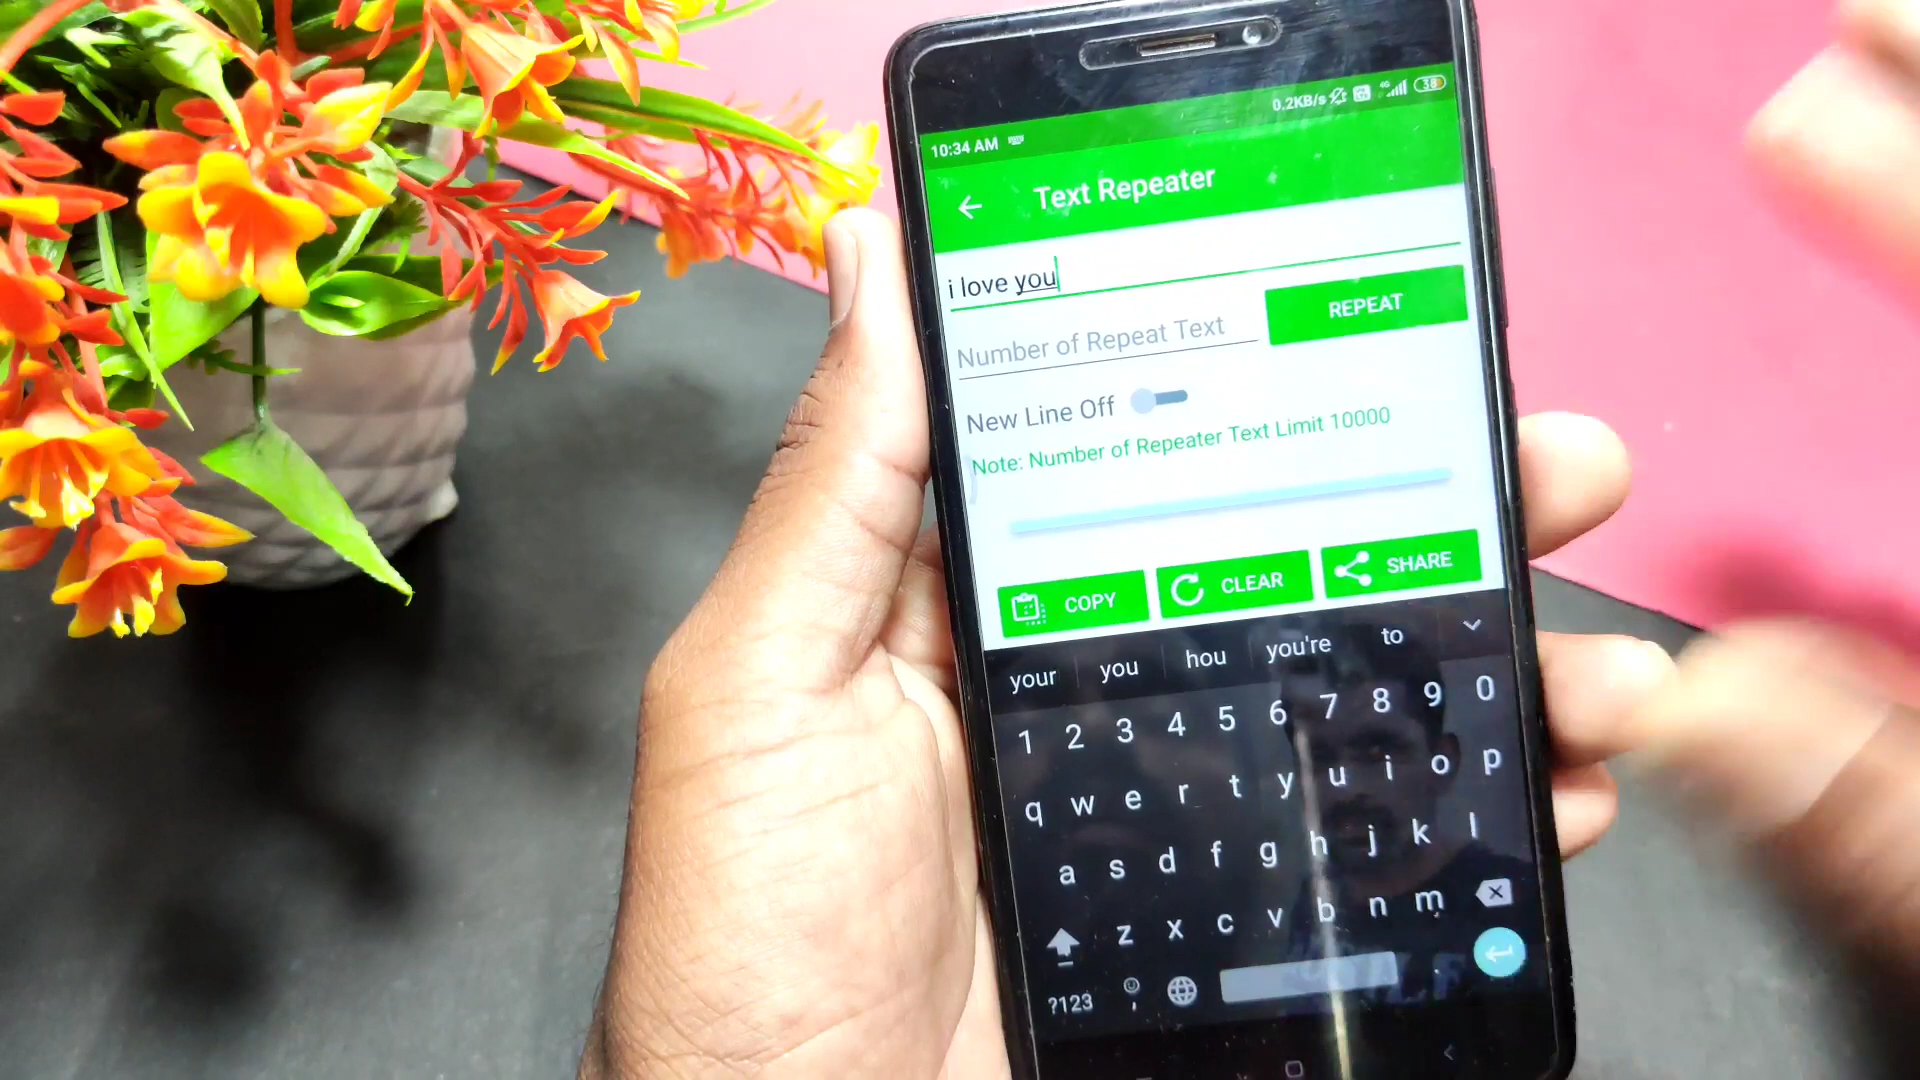 10:34 AM 0.2KB/s 4G 38
Text Repeater
i love you
Number of Repeat Text REPEAT
New Line Off
Note: Number of Repeater Text Limit 10000
COPY CLEAR SHARE
your you hou you're to
1 2 3 4 5 6 7 8 9 0
q w e r t y u i o p
a s d f g h j k l
z x c v b n m
?123 , .